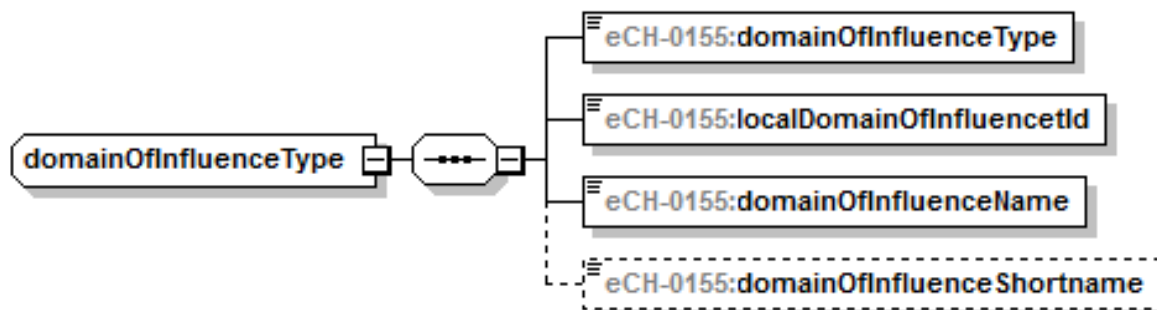 eCH-0155:domainOfInfluenceType
eCH-0155:localDomainOfInfluencetId
domainOfInfluenceType
eCH-0155:domainOfInfluenceName
eCH-0155:domainOfInfluenceShortname